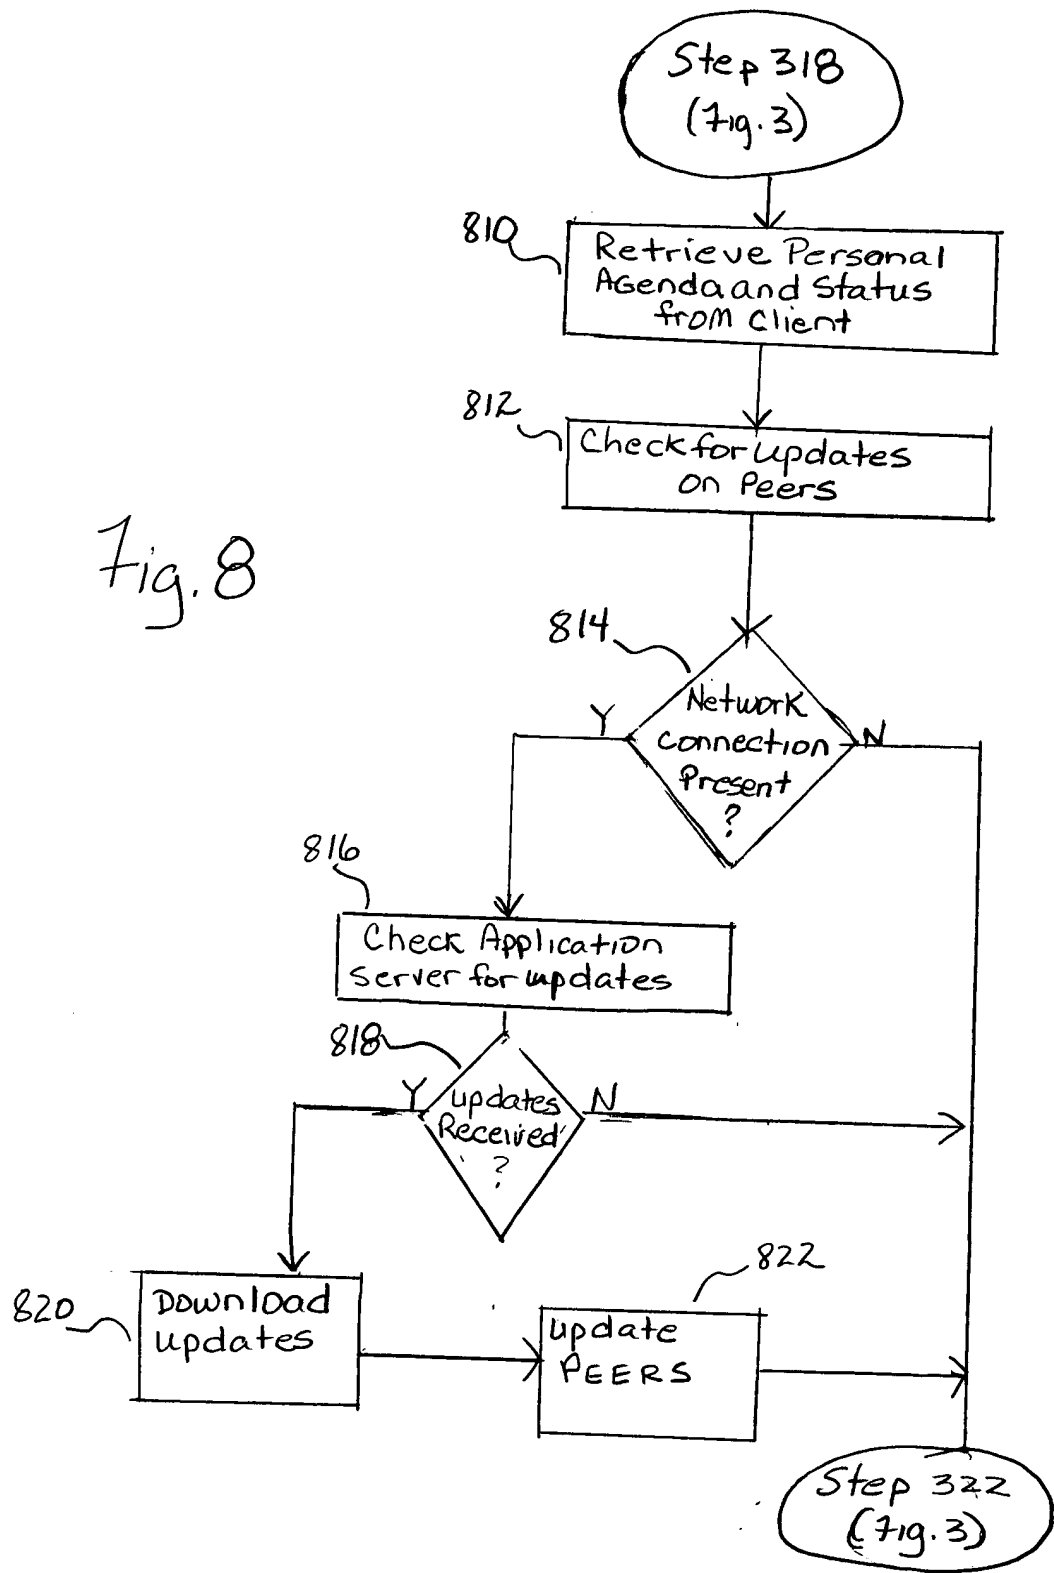 Step 318
(Fig. 3)
810
Retrieve Personal
Agenda and Status
from Client
812
Check for updates
on Peers
Fig. 8
814
Network
Connection
Present
?
Y
N
816
Check Application
Server for updates
818
updates
Received
?
Y
N
820
Download
updates
822
update
PEERS
Step 322
(Fig. 3)